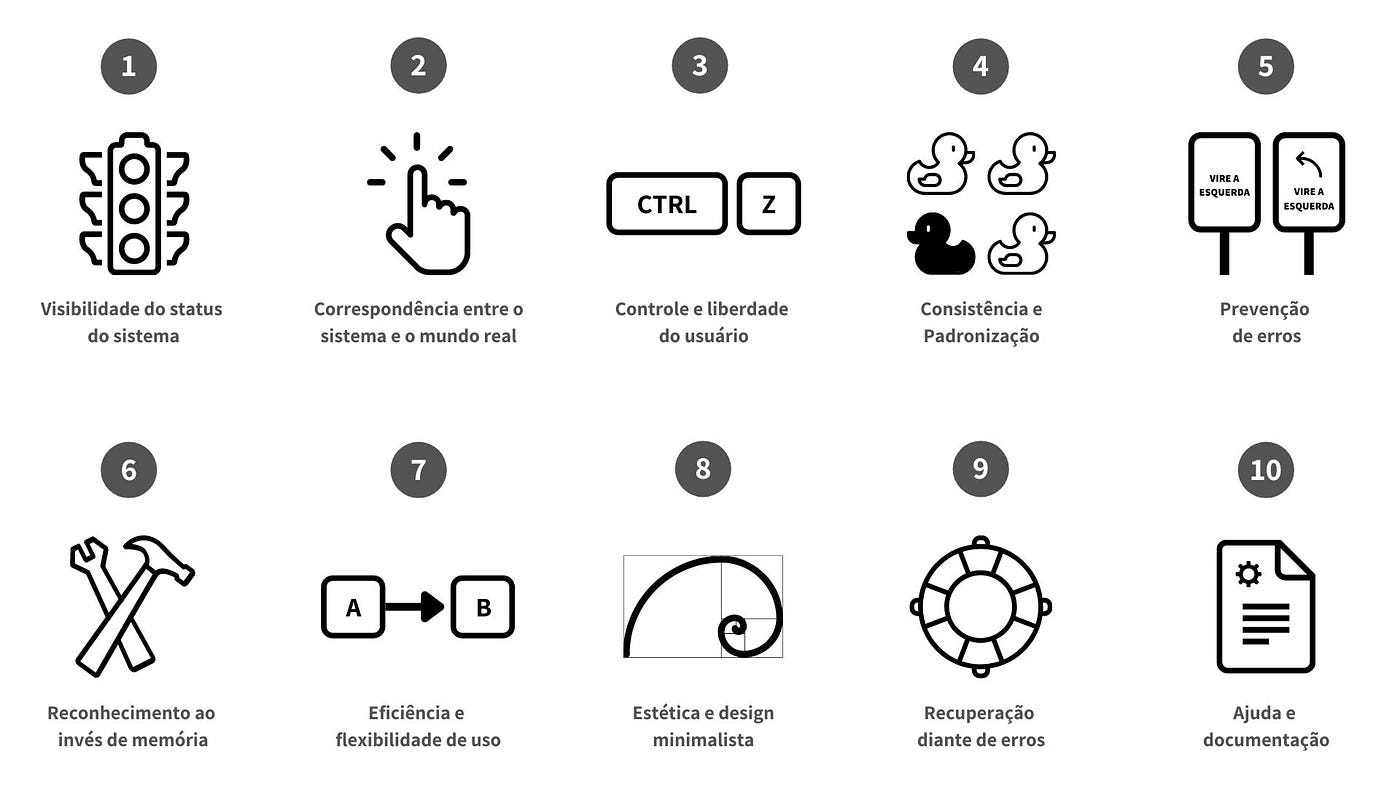 1
2
3
4
5
CTRL
Z
VIRE A
ESQUERDA
VIRE A
ESQUERDA
Visibilidade do status
do sistema
Correspondência entre o
sistema e o mundo real
Controle e liberdade
do usuário
Consistência e
Padronização
Prevenção
de erros
6
7
8
9
10
A
B
Reconhecimento ao
invés de memória
Eficiência e
flexibilidade de uso
Estética e design
minimalista
Recuperação
diante de erros
Ajuda e
documentação